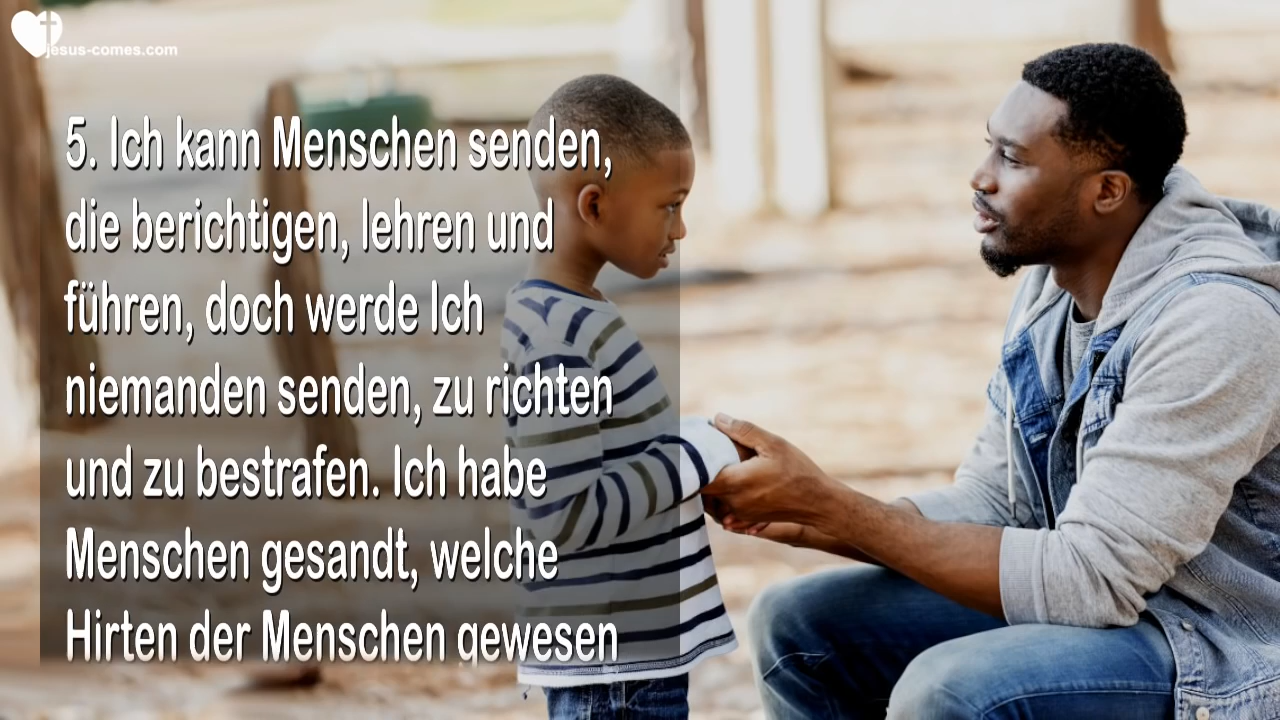 jesus-comes.com
5. Ich kann Menschen senden,
die berichtigen, lehren und
führen, doch werde Ich
niemanden senden, zu richten
und zu bestrafen. Ich habe
Menschen gesandt, welche
Hirten der Menschen gewesen